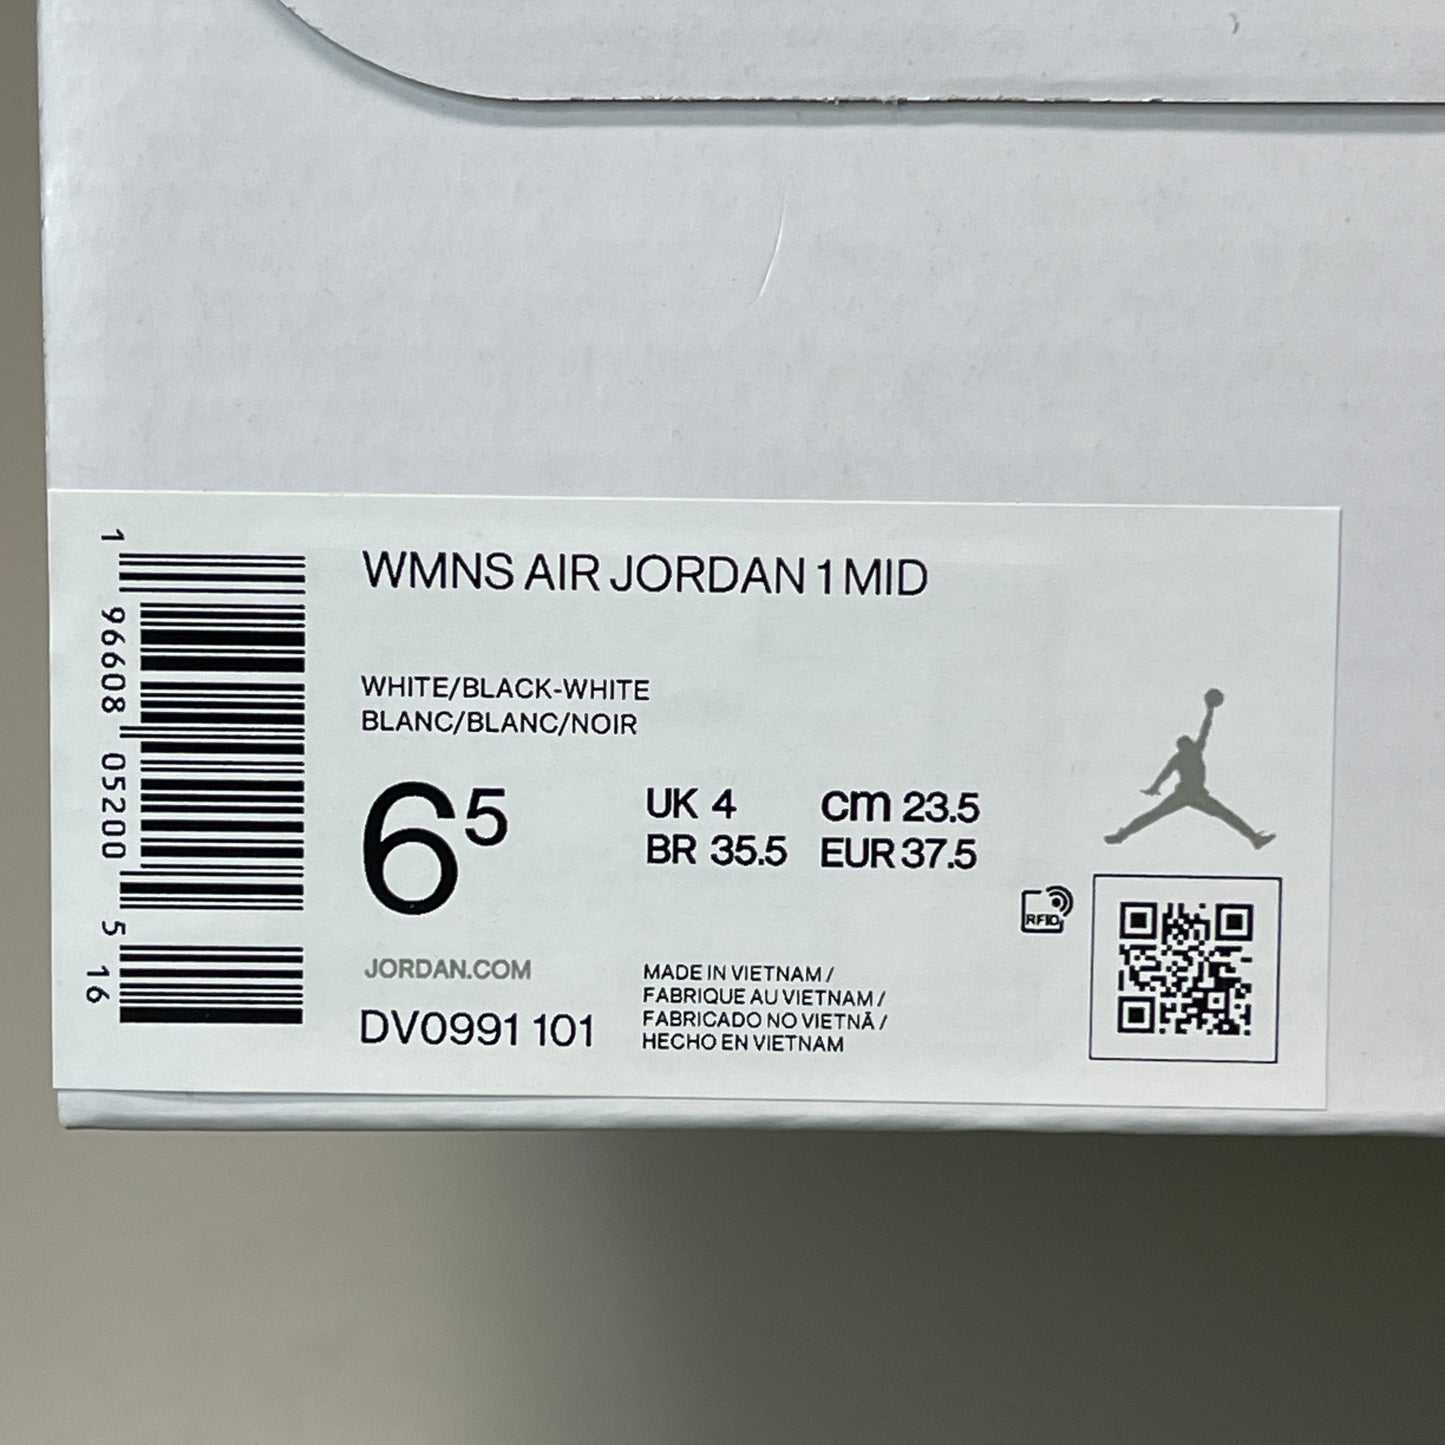 WMNS AIR JORDAN 1 MID
WHITE/BLACK-WHITE
BLANC/BLANC/NOIR
6 5
UK 4 cm 23.5
BR 35.5 EUR 37.5
RFID
JORDAN.COM
DV0991 101
MADE IN VIETNAM /
FABRIQUE AU VIETNAM /
FABRICADO NO VIETNÃ /
HECHO EN VIETNAM
1 96608 05200 5 16